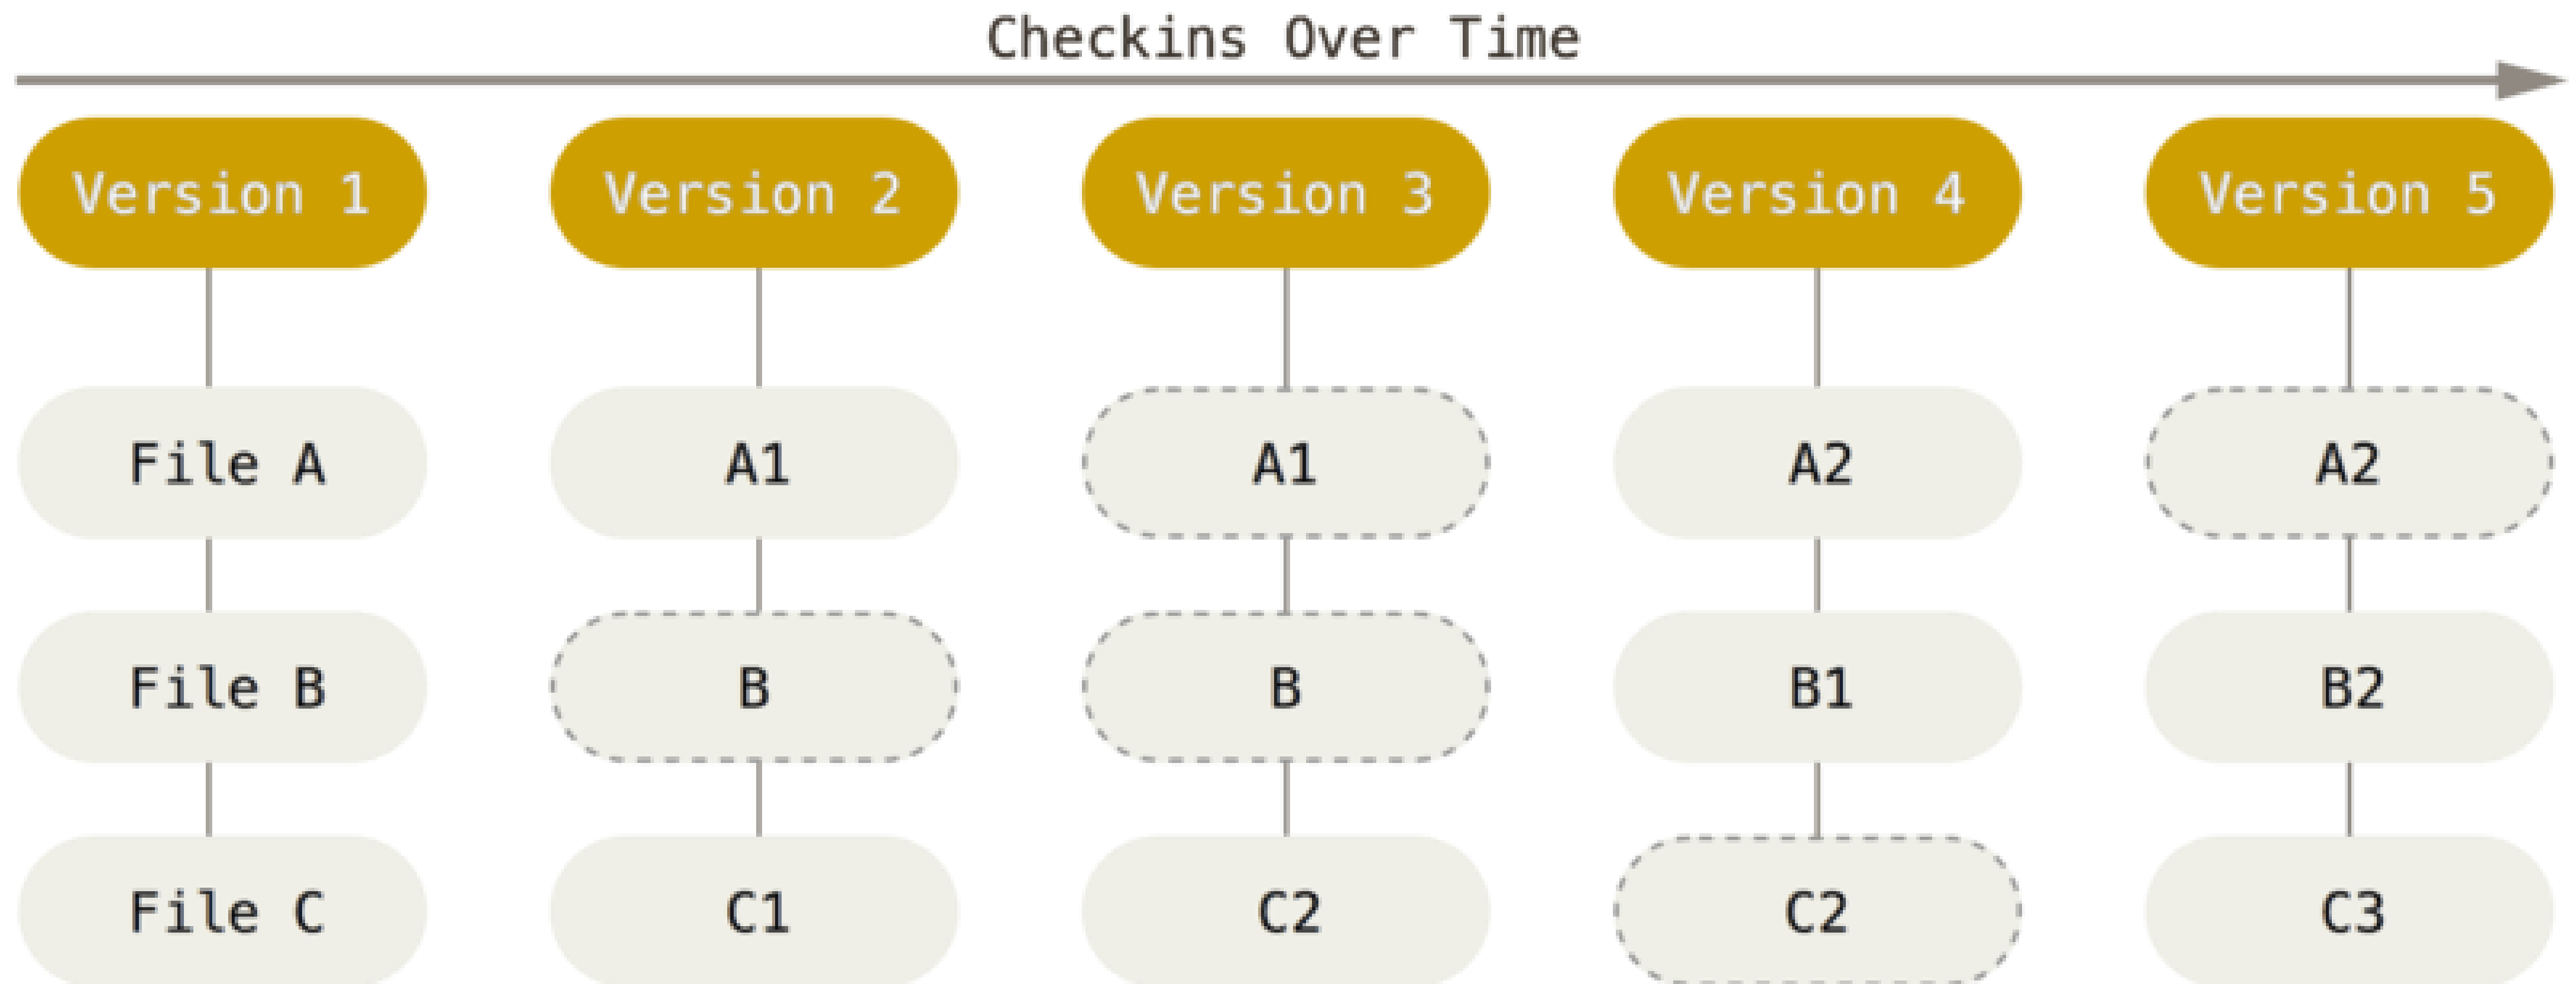 Checkins Over Time
Version 1 Version 2 Version 3 Version 4 Version 5
File A A1 A1 A2 A2
File B B B B1 B2
File C C1 C2 C2 C3